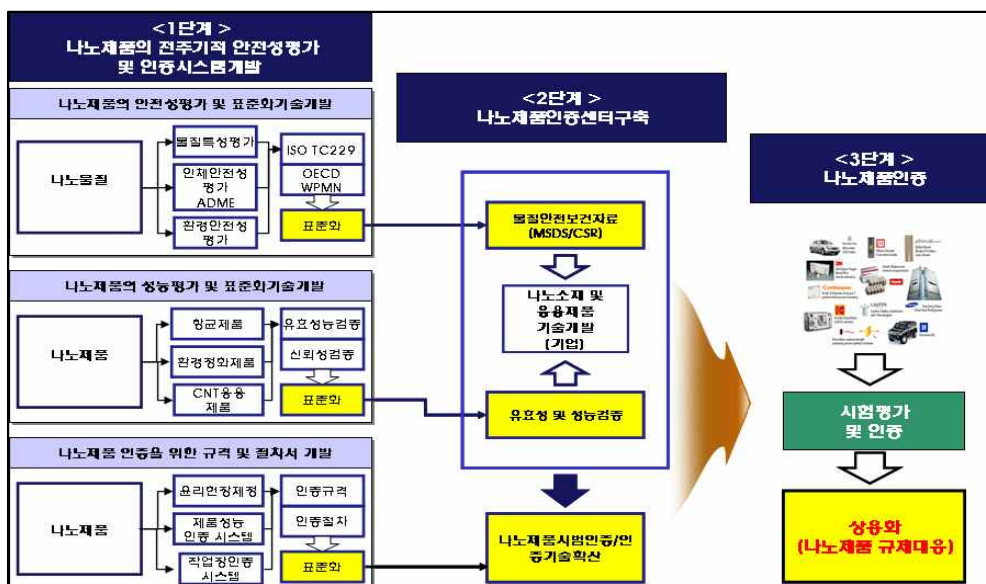 <1단계 >
나노제품의 전주기적 안전성평가
및 인증시스템개발
나노제품의 안전성평가 및 표준화기술개발
나노물질
물질특성평가
인체안전성
평가
ADME
환경안전성
평가
ISO TC229
OECD
WPMN
표준화
나노제품의 성능평가 및 표준화기술개발
나노제품
항균제품
환경정화제품
CNT응용
제품
유효성능검증
신뢰성검증
표준화
나노제품 인증을 위한 규격 및 절차서 개발
나노제품
윤리헌장제정
제품성능
인증 시스템
작업장인증
시스템
인증규격
인증절차
표준화
<2단계 >
나노제품인증센터구축
물질안전보건자료
(MSDS/CSR)
나노소재 및
응용제품
기술개발
(기업)
유효성 및 성능검증
나노제품시범인증/인
증기술확산
<3단계 >
나노제품인증
시험평가
및 인증
상용화
(나노제품 규제대응)